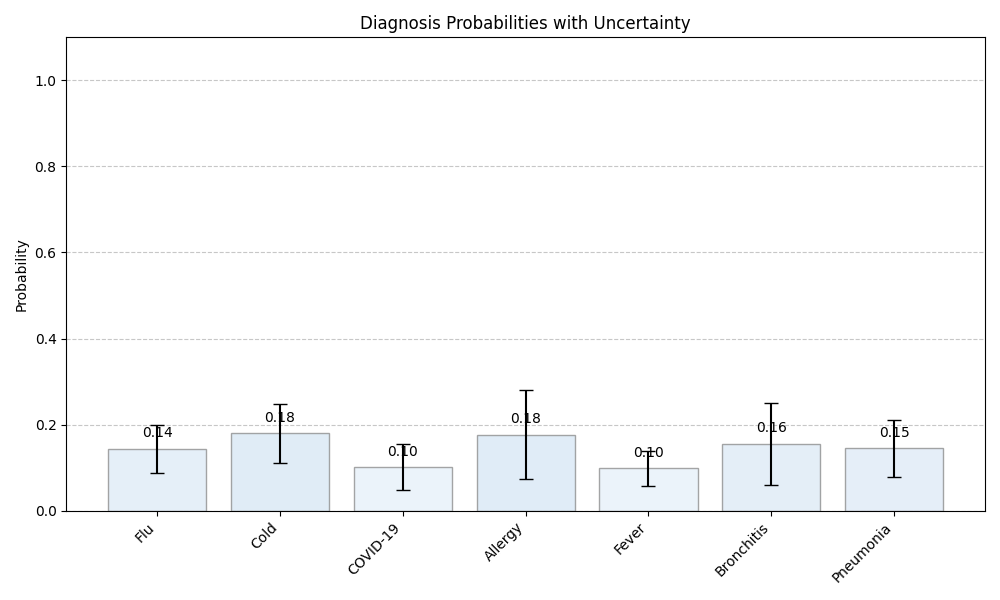 Diagnosis Probabilities with Uncertainty
Probability
1.0
0.8
0.6
0.4
0.2
0.0
0.14
0.18
0.10
0.18
0.10
0.16
0.15
Flu
Cold
COVID-19
Allergy
Fever
Bronchitis
Pneumonia